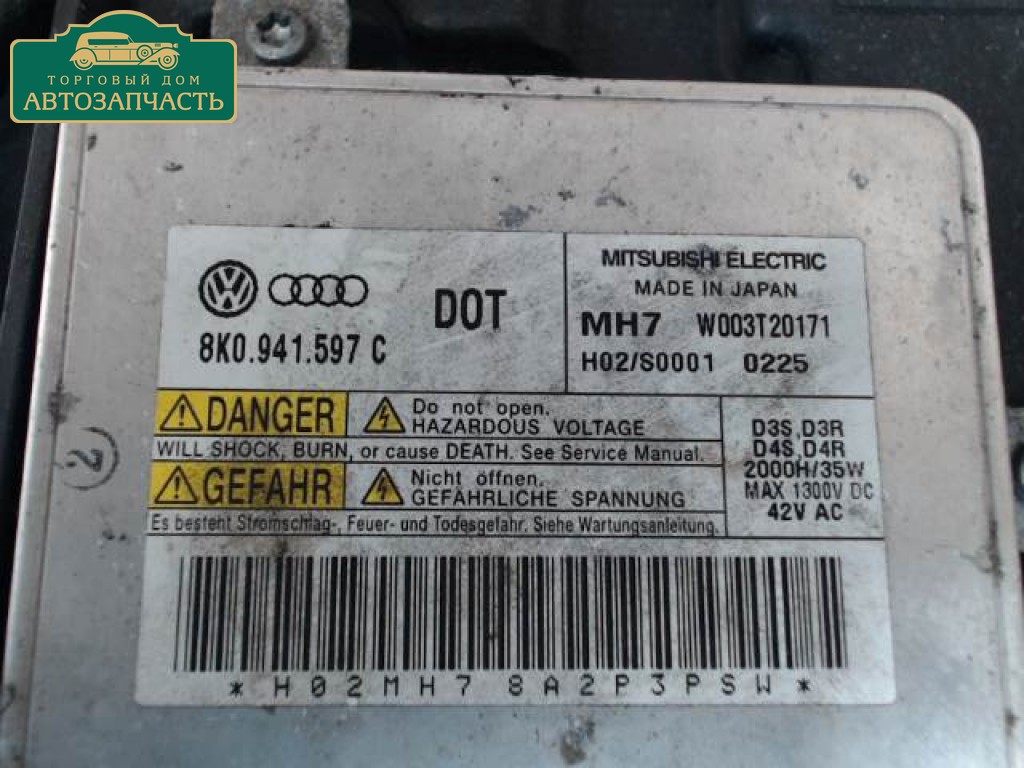 ТОРГОВЫЙ ДОМ
АВТОЗАПЧАСТЬ
8K0.941.597 C
DOT
MITSUBISHI ELECTRIC
MADE IN JAPAN
MH7 W003T20171
H02/S0001 0225
DANGER
Do not open.
HAZARDOUS VOLTAGE
WILL SHOCK, BURN, or cause DEATH. See Service Manual.
GEFAHR
Nicht öffnen.
GEFÄHRLICHE SPANNUNG
Es besteht Stromschlag-, Feuer- und Todesgefahr. Siehe Wartungsanleitung.
D3S, D3R
D4S, D4R
2000H/35W
MAX 1300V DC
42V AC
*H02MH78A2P3PSW*
2